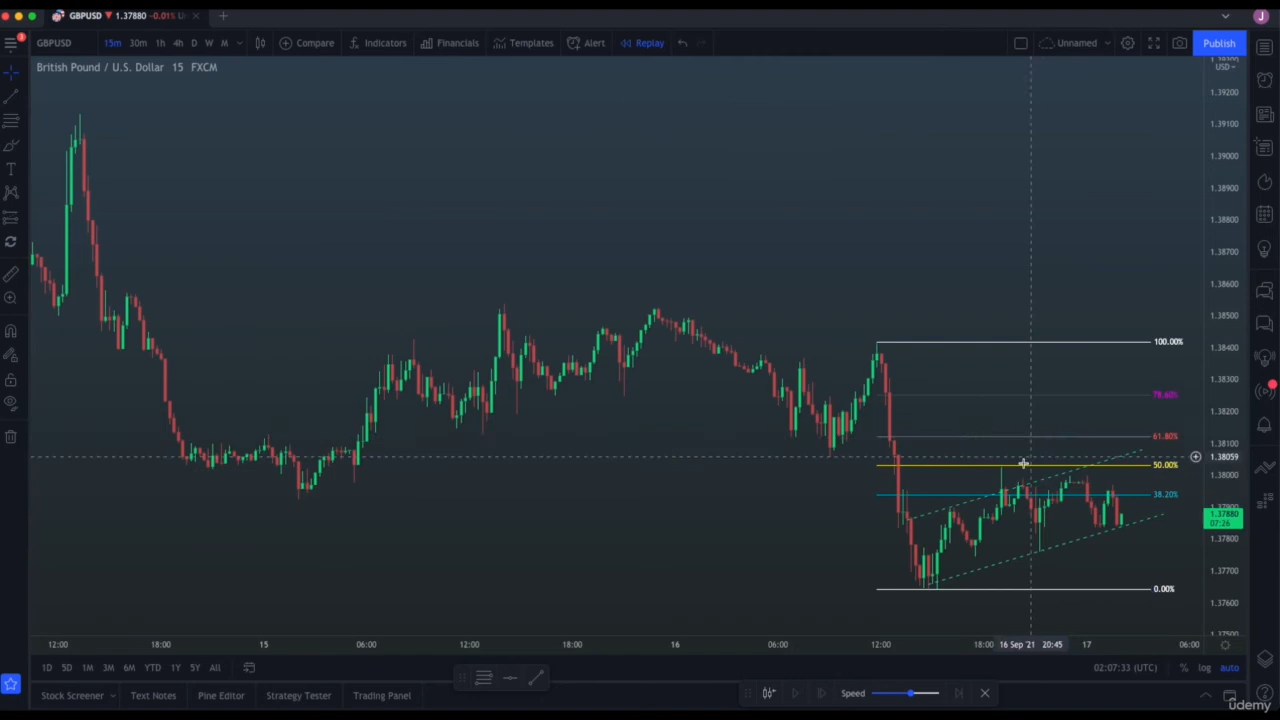 GBPUSD ▼ 1.37880 -0.01%
3
GBPUSD 15m 30m 1h 4h D W M Compare Indicators Financials Templates Alert Replay Unnamed Publish
J
British Pound / U.S. Dollar 15 FXCM
USD
1.39200
1.39100
1.39000
1.38900
1.38800
1.38700
1.38600
1.38500
1.38400
1.38300
1.38200
1.38100
1.38059
1.38000
1.37880
07:26
1.37800
1.37700
1.37600
100.00%
61.80%
50.00%
38.20%
0.00%
12:00 18:00 15 06:00 12:00 18:00 16 06:00 12:00 18:00 16 Sep '21 20:45 17 06:00
1D 5D 1M 3M 6M YTD 1Y 5Y All 02:07:33 (UTC) % log auto
Stock Screener Text Notes Pine Editor Strategy Tester Trading Panel Speed
udemy